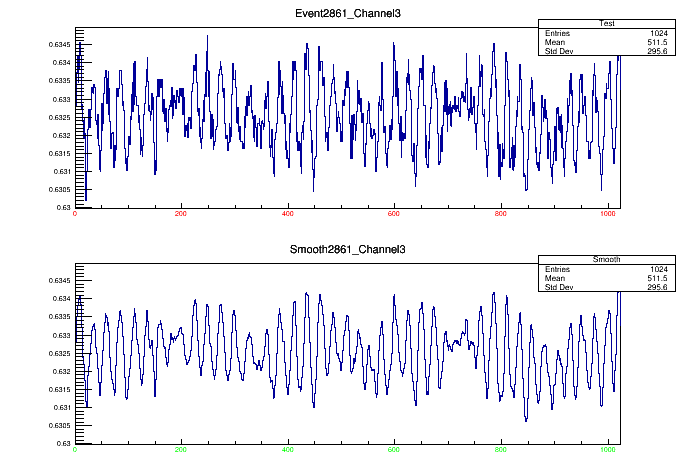 Event2861_Channel3
Test
Entries 1024
Mean 511.5
Std Dev 295.6
0.6345
0.634
0.6335
0.633
0.6325
0.632
0.6315
0.631
0.6305
0.63
0 200 400 600 800 1000
Smooth2861_Channel3
Smooth
Entries 1024
Mean 511.5
Std Dev 295.6
0.6345
0.634
0.6335
0.633
0.6325
0.632
0.6315
0.631
0.6305
0.63
0 200 400 600 800 1000